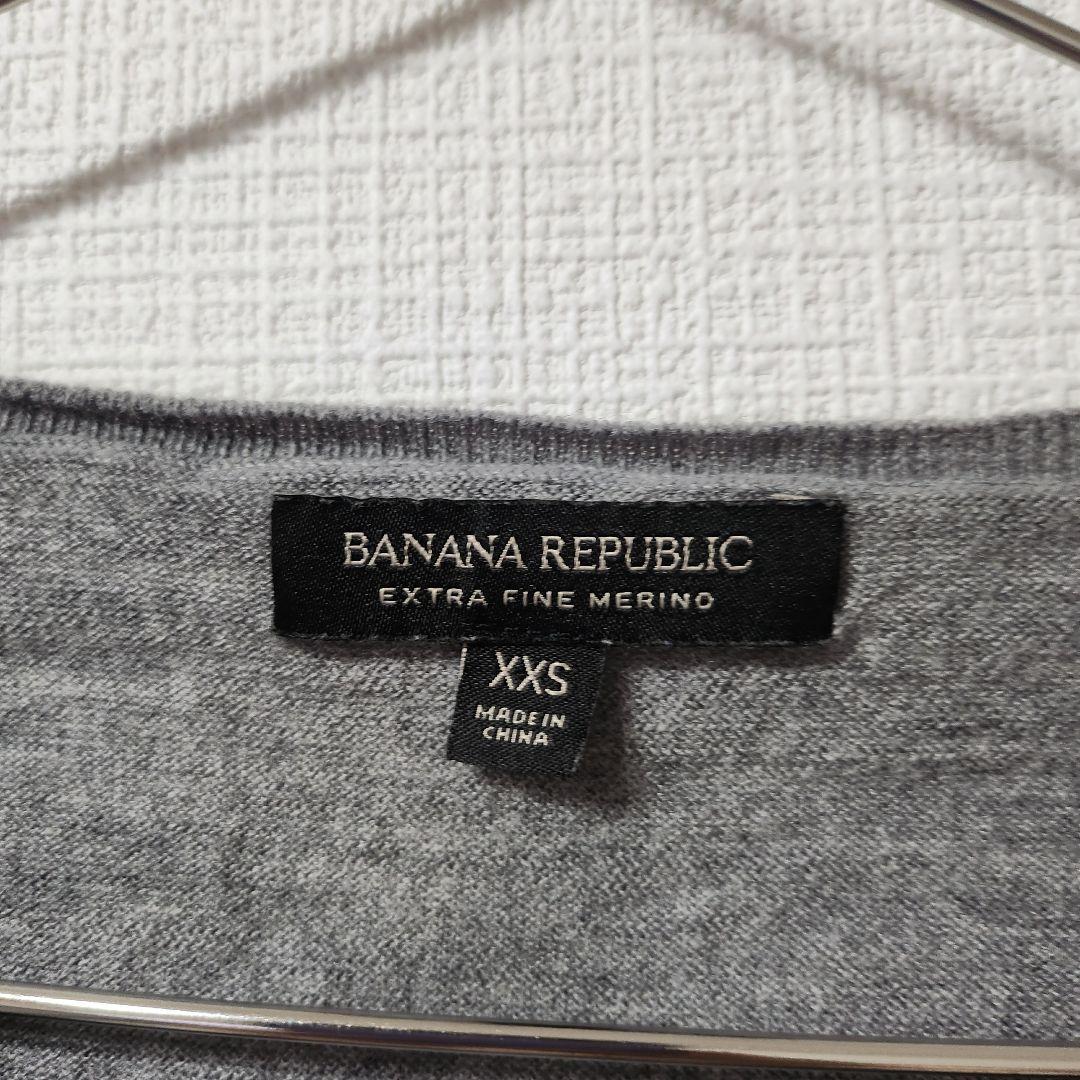 BANANA REPUBLIC
EXTRA FINE MERINO
XXS
MADE IN
CHINA